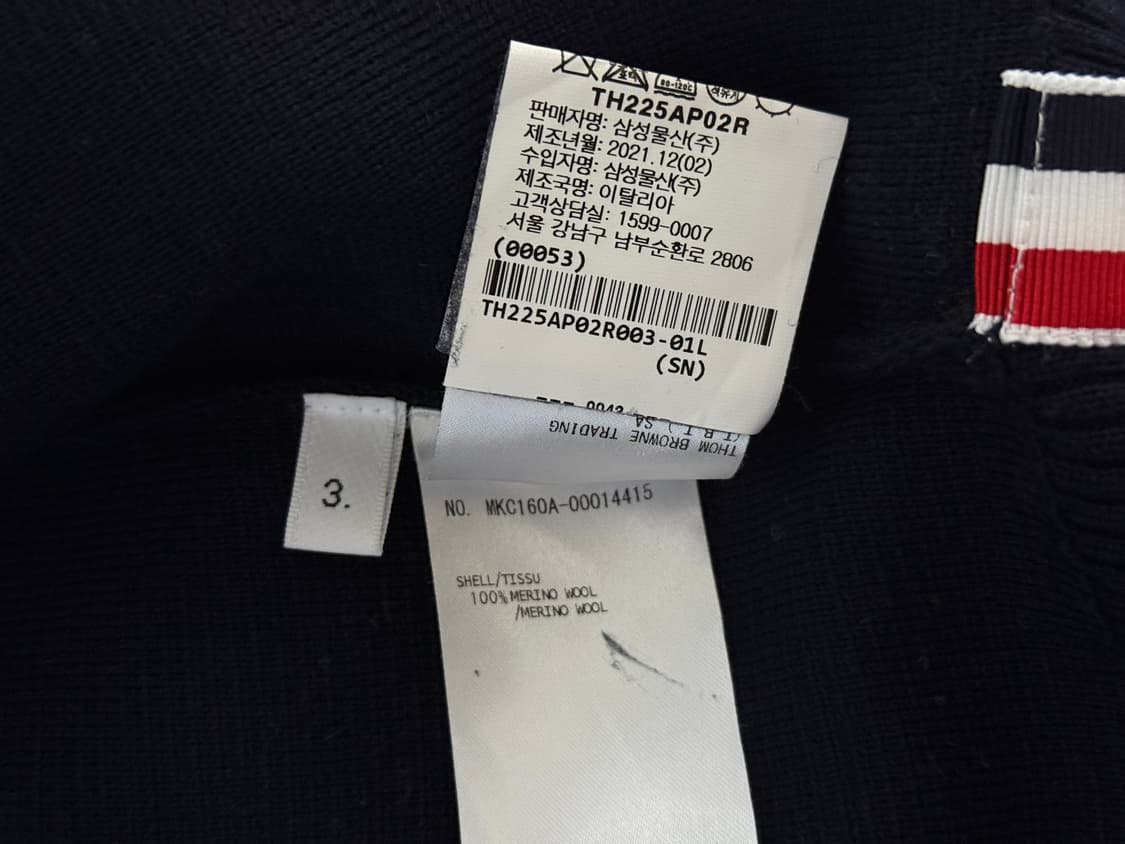 80~120℃
TH225AP02R
판매자명: 삼성물산(주)
제조년월: 2021.12(02)
수입자명: 삼성물산(주)
제조국명: 이탈리아
고객상담실: 1599-0007
서울 강남구 남부순환로 2806
(00053)
TH225AP02R003-01L
(SN)
THOM BROWNE TRADING
SA
3.
NO. MKC160A-00014415
SHELL/TISSU
100%MERINO WOOL
/MERINO WOOL